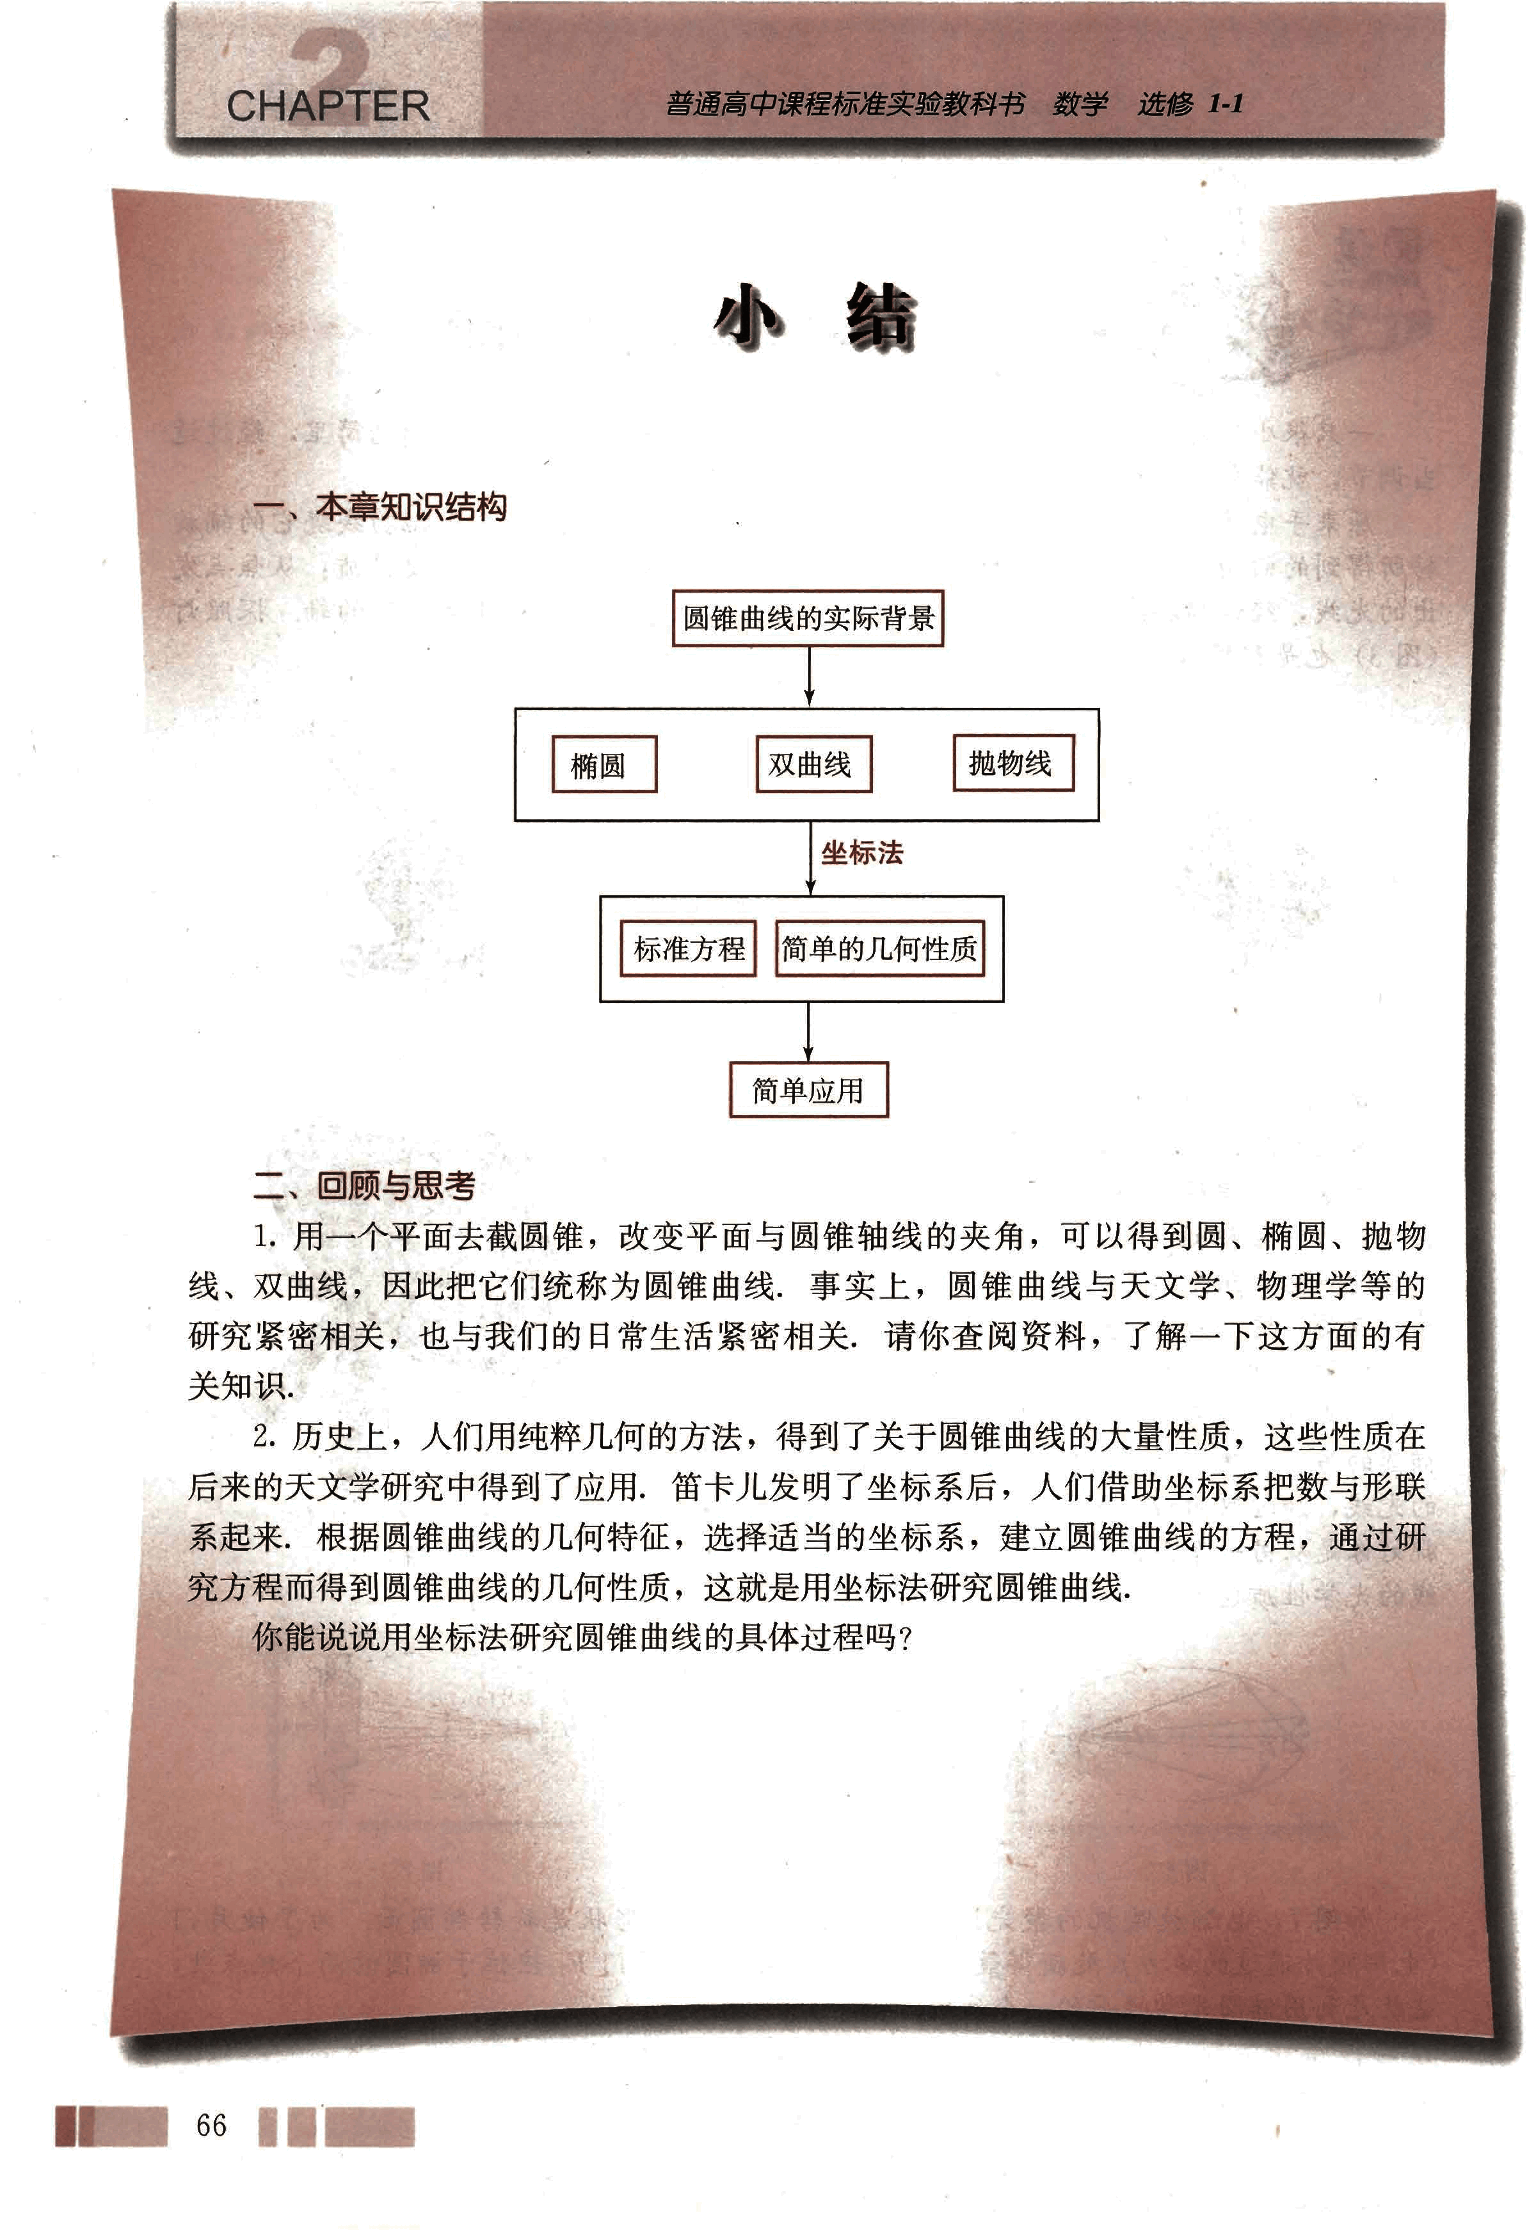 2
CHAPTER
普通高中课程标准实验教科书 数学 选修 1-1
小 结
一、本章知识结构
圆锥曲线的实际背景
椭圆 双曲线 抛物线
坐标法
标准方程 简单的几何性质
简单应用
二、回顾与思考
1. 用一个平面去截圆锥，改变平面与圆锥轴线的夹角，可以得到圆、椭圆、抛物
线、双曲线，因此把它们统称为圆锥曲线. 事实上，圆锥曲线与天文学、物理学等的
研究紧密相关，也与我们的日常生活紧密相关. 请你查阅资料，了解一下这方面的有
关知识.
2. 历史上，人们用纯粹几何的方法，得到了关于圆锥曲线的大量性质，这些性质在
后来的天文学研究中得到了应用. 笛卡儿发明了坐标系后，人们借助坐标系把数与形联
系起来. 根据圆锥曲线的几何特征，选择适当的坐标系，建立圆锥曲线的方程，通过研
究方程而得到圆锥曲线的几何性质，这就是用坐标法研究圆锥曲线.
你能说说用坐标法研究圆锥曲线的具体过程吗?
66